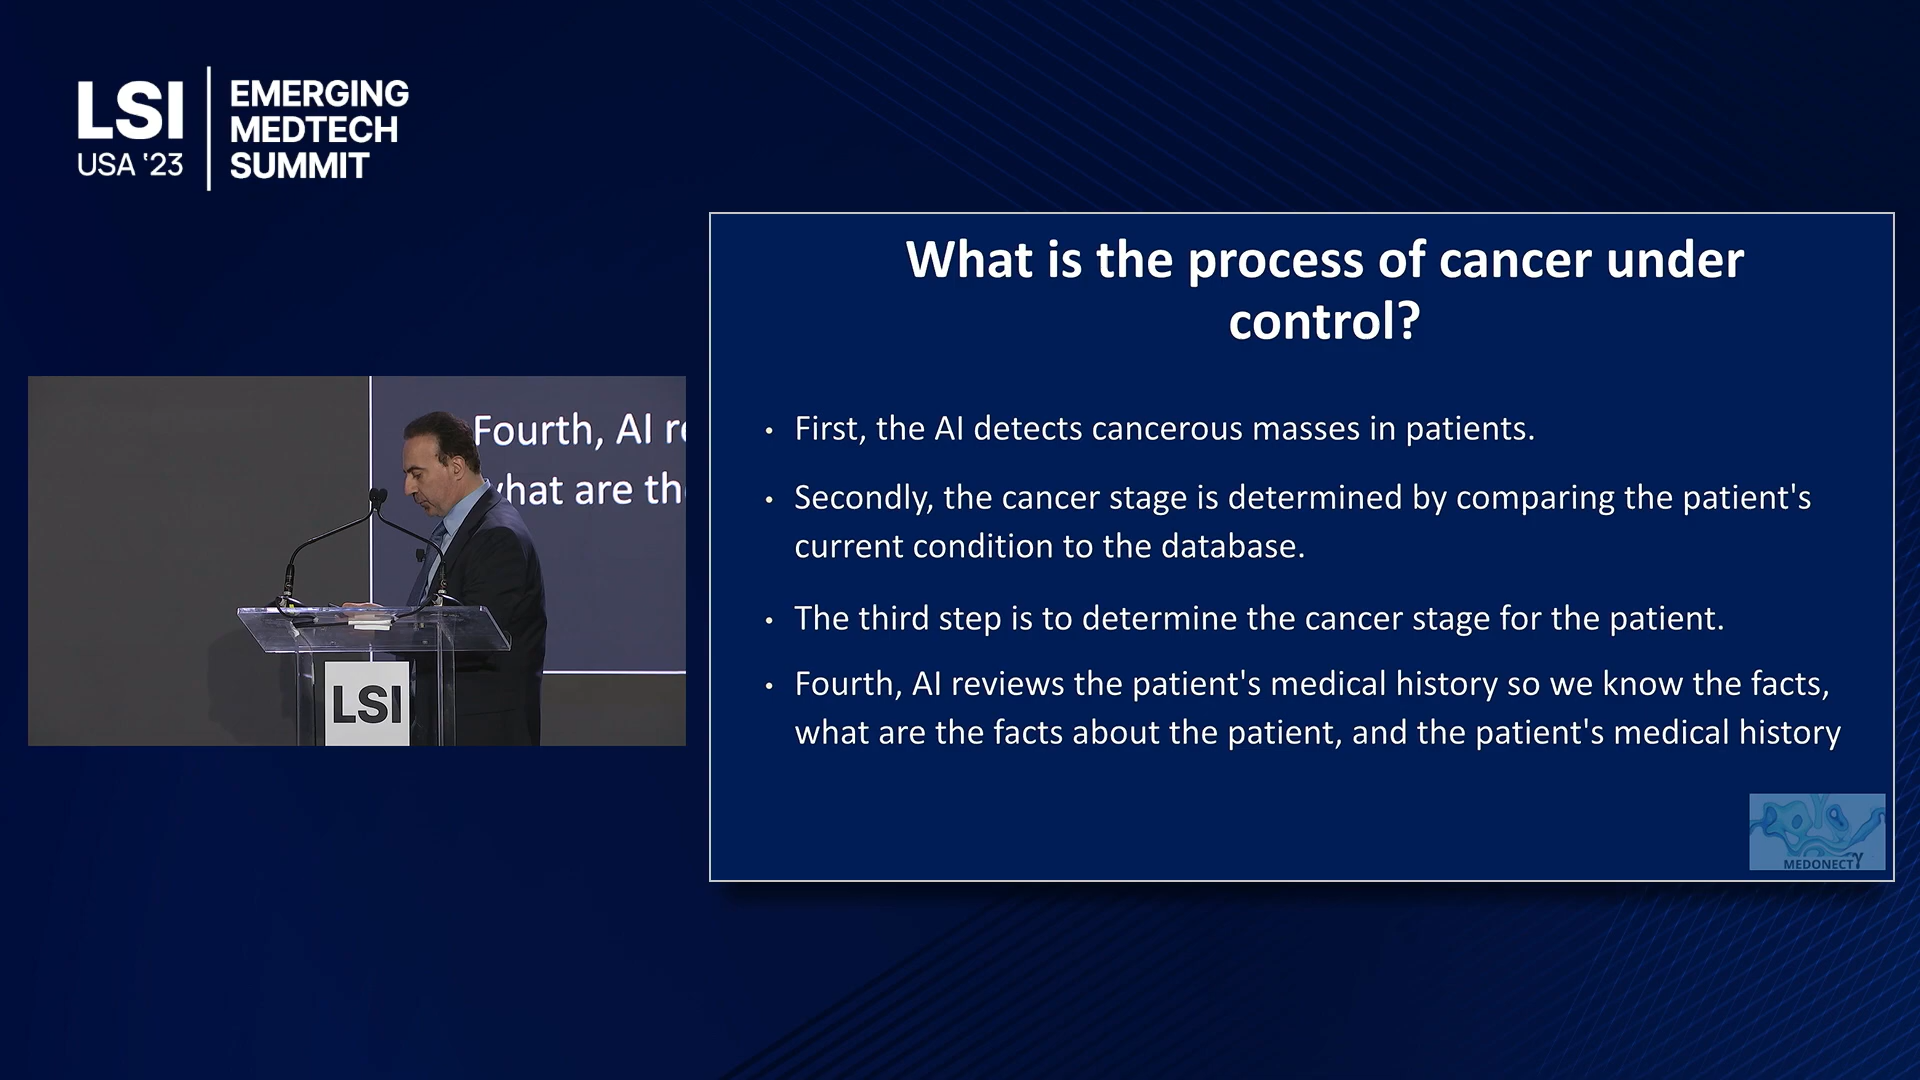 LSI
USA '23
EMERGING
MEDTECH
SUMMIT
What is the process of cancer under
control?
• First, the AI detects cancerous masses in patients.
• Secondly, the cancer stage is determined by comparing the patient's
current condition to the database.
• The third step is to determine the cancer stage for the patient.
• Fourth, AI reviews the patient's medical history so we know the facts,
what are the facts about the patient, and the patient's medical history
MEDONECTY
Fourth, AI
what are
LSI